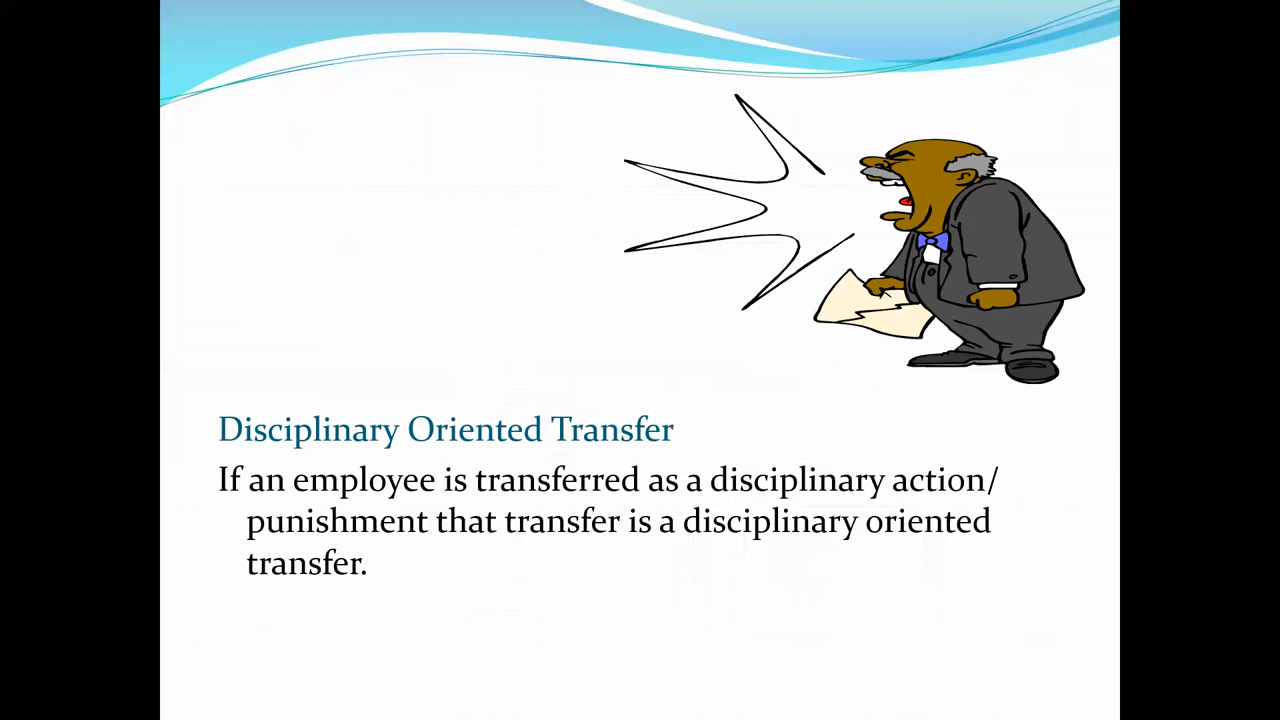 Disciplinary Oriented Transfer
If an employee is transferred as a disciplinary action/
punishment that transfer is a disciplinary oriented
transfer.